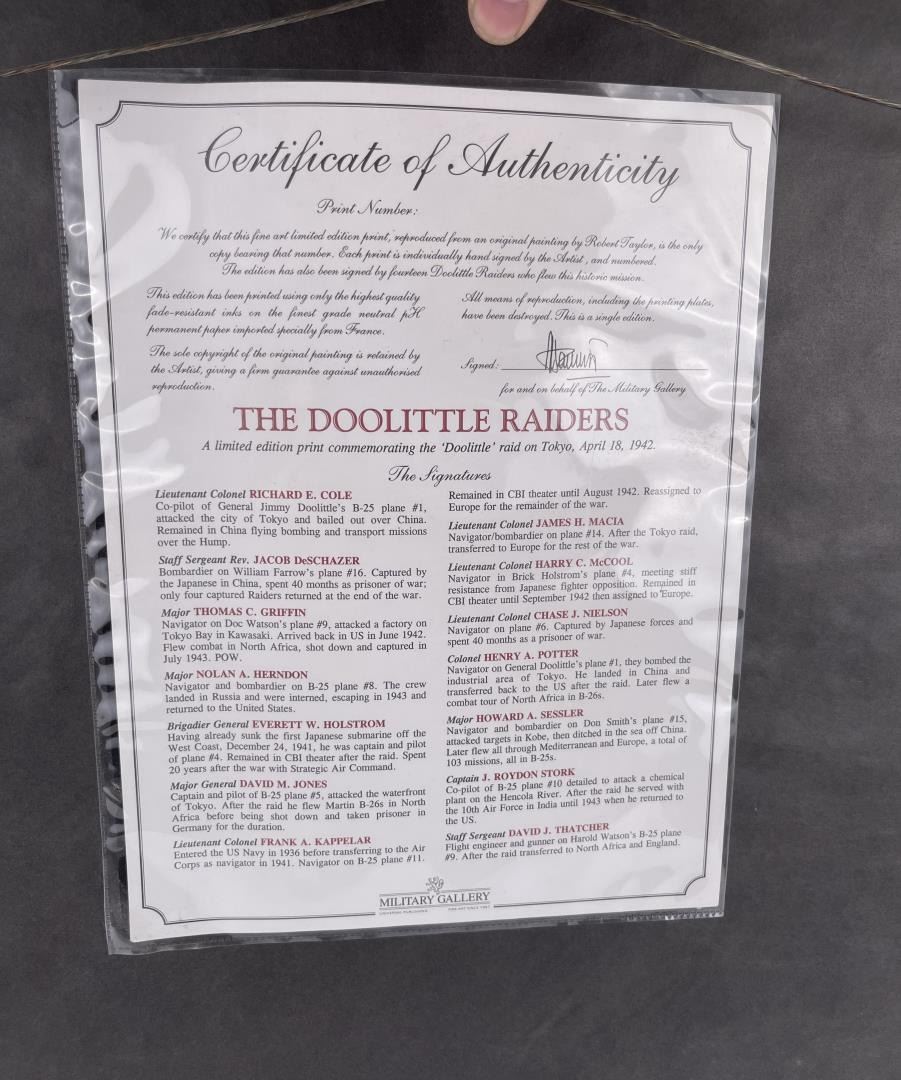 Certificate of Authenticity
Print Number:
We certify that this fine art limited edition print, reproduced from an original painting by Robert Taylor, is the only
copy bearing that number. Each print is individually hand signed by the Artist, and numbered.
The edition has also been signed by fourteen Doolittle Raiders who flew this historic mission.
This edition has been printed using only the highest quality
fade-resistant inks on the finest grade neutral pH
permanent paper imported specially from France.
The sole copyright of the original painting is retained by
the Artist, giving a firm guarantee against unauthorised
reproduction.
All means of reproduction, including the printing plates,
have been destroyed. This is a single edition.
Signed:
for and on behalf of The Military Gallery
THE DOOLITTLE RAIDERS
A limited edition print commemorating the 'Doolittle' raid on Tokyo, April 18, 1942.
The Signatures
Lieutenant Colonel RICHARD E. COLE
Co-pilot of General Jimmy Doolittle's B-25 plane #1,
attacked the city of Tokyo and bailed out over China.
Remained in China flying bombing and transport missions
over the Hump.
Staff Sergeant Rev. JACOB DeSCHAZER
Bombardier on William Farrow's plane #16. Captured by
the Japanese in China, spent 40 months as prisoner of war;
only four captured Raiders returned at the end of the war.
Major THOMAS C. GRIFFIN
Navigator on Doc Watson's plane #9, attacked a factory on
Tokyo Bay in Kawasaki. Arrived back in US in June 1942.
Flew combat in North Africa, shot down and captured in
July 1943. POW.
Major NOLAN A. HERNDON
Navigator and bombardier on B-25 plane #8. The crew
landed in Russia and were interned, escaping in 1943 and
returned to the United States.
Brigadier General EVERETT W. HOLSTROM
Having already sunk the first Japanese submarine off the
West Coast, December 24, 1941, he was captain and pilot
of plane #4. Remained in CBI theater after the raid. Spent
20 years after the war with Strategic Air Command.
Major General DAVID M. JONES
Captain and pilot of B-25 plane #5, attacked the waterfront
of Tokyo. After the raid he flew Martin B-26s in North
Africa before being shot down and taken prisoner in
Germany for the duration.
Lieutenant Colonel FRANK A. KAPPELAR
Entered the US Navy in 1936 before transferring to the Air
Corps as navigator in 1941. Navigator on B-25 plane #11.
Remained in CBI theater until August 1942. Reassigned to
Europe for the remainder of the war.
Lieutenant Colonel JAMES H. MACIA
Navigator/bombardier on plane #14. After the Tokyo raid,
transferred to Europe for the rest of the war.
Lieutenant Colonel HARRY C. McCOOL
Navigator in Brick Holstrom's plane #4, meeting stiff
resistance from Japanese fighter opposition. Remained in
CBI theater until September 1942 then assigned to Europe.
Lieutenant Colonel CHASE J. NIELSON
Navigator on plane #6. Captured by Japanese forces and
spent 40 months as a prisoner of war.
Colonel HENRY A. POTTER
Navigator on General Doolittle's plane #1, they bombed the
industrial area of Tokyo. He landed in China and
transferred back to the US after the raid. Later flew a
combat tour of North Africa in B-26s.
Major HOWARD A. SESSLER
Navigator and bombardier on Don Smith's plane #15,
attacked targets in Kobe, then ditched in the sea off China.
Later flew all through Mediterranean and Europe, a total of
103 missions, all in B-25s.
Captain J. ROYDON STORK
Co-pilot of B-25 plane #10 detailed to attack a chemical
plant on the Hencola River. After the raid he served with
the 10th Air Force in India until 1943 when he returned to
the US.
Staff Sergeant DAVID J. THATCHER
Flight engineer and gunner on Harold Watson's B-25 plane
#9. After the raid transferred to North Africa and England.
MILITARY GALLERY